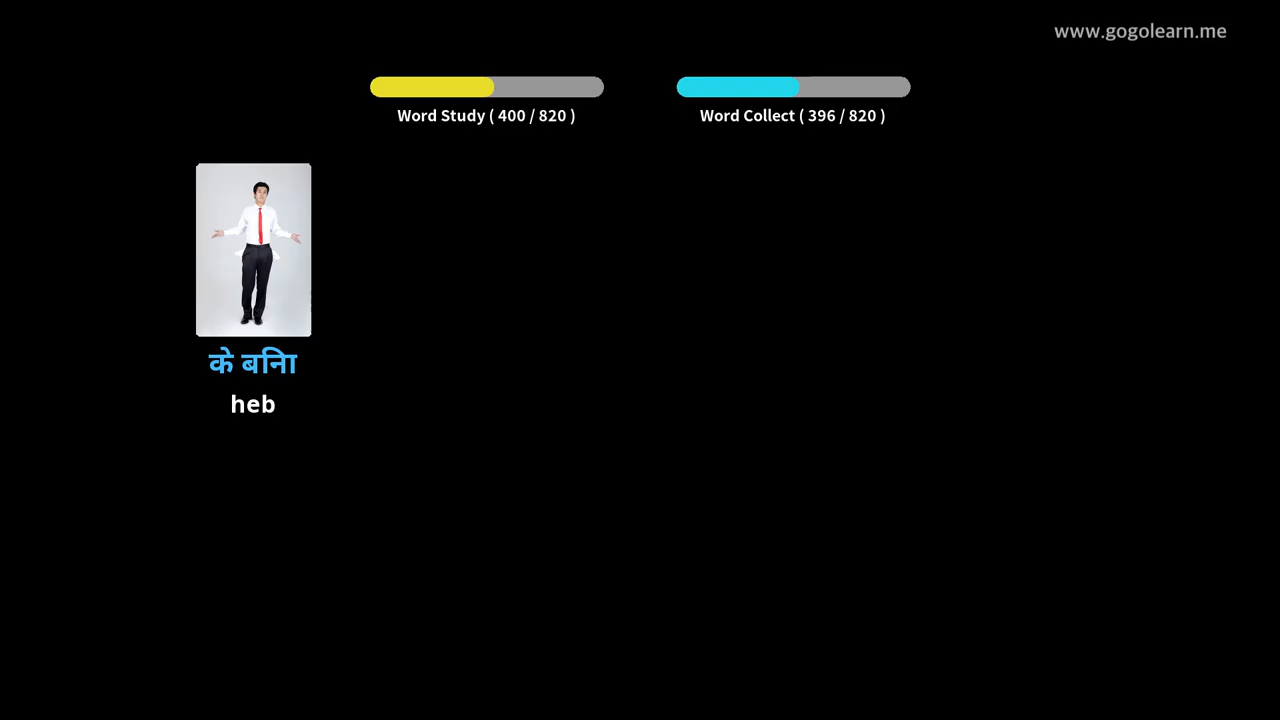 www.gogolearn.me
Word Study ( 400 / 820 )
Word Collect ( 396 / 820 )
के बिना
heb